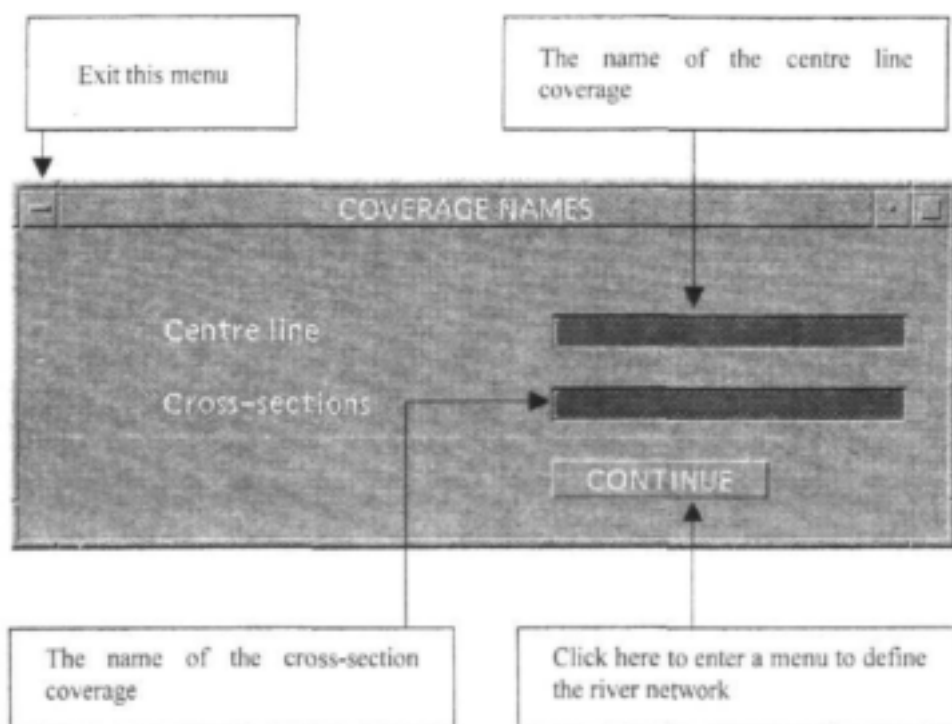 Exit this menu
The name of the centre line
coverage
COVERAGE NAMES
Centre line
Cross-sections
CONTINUE
The name of the cross-section
coverage
Click here to enter a menu to define
the river network